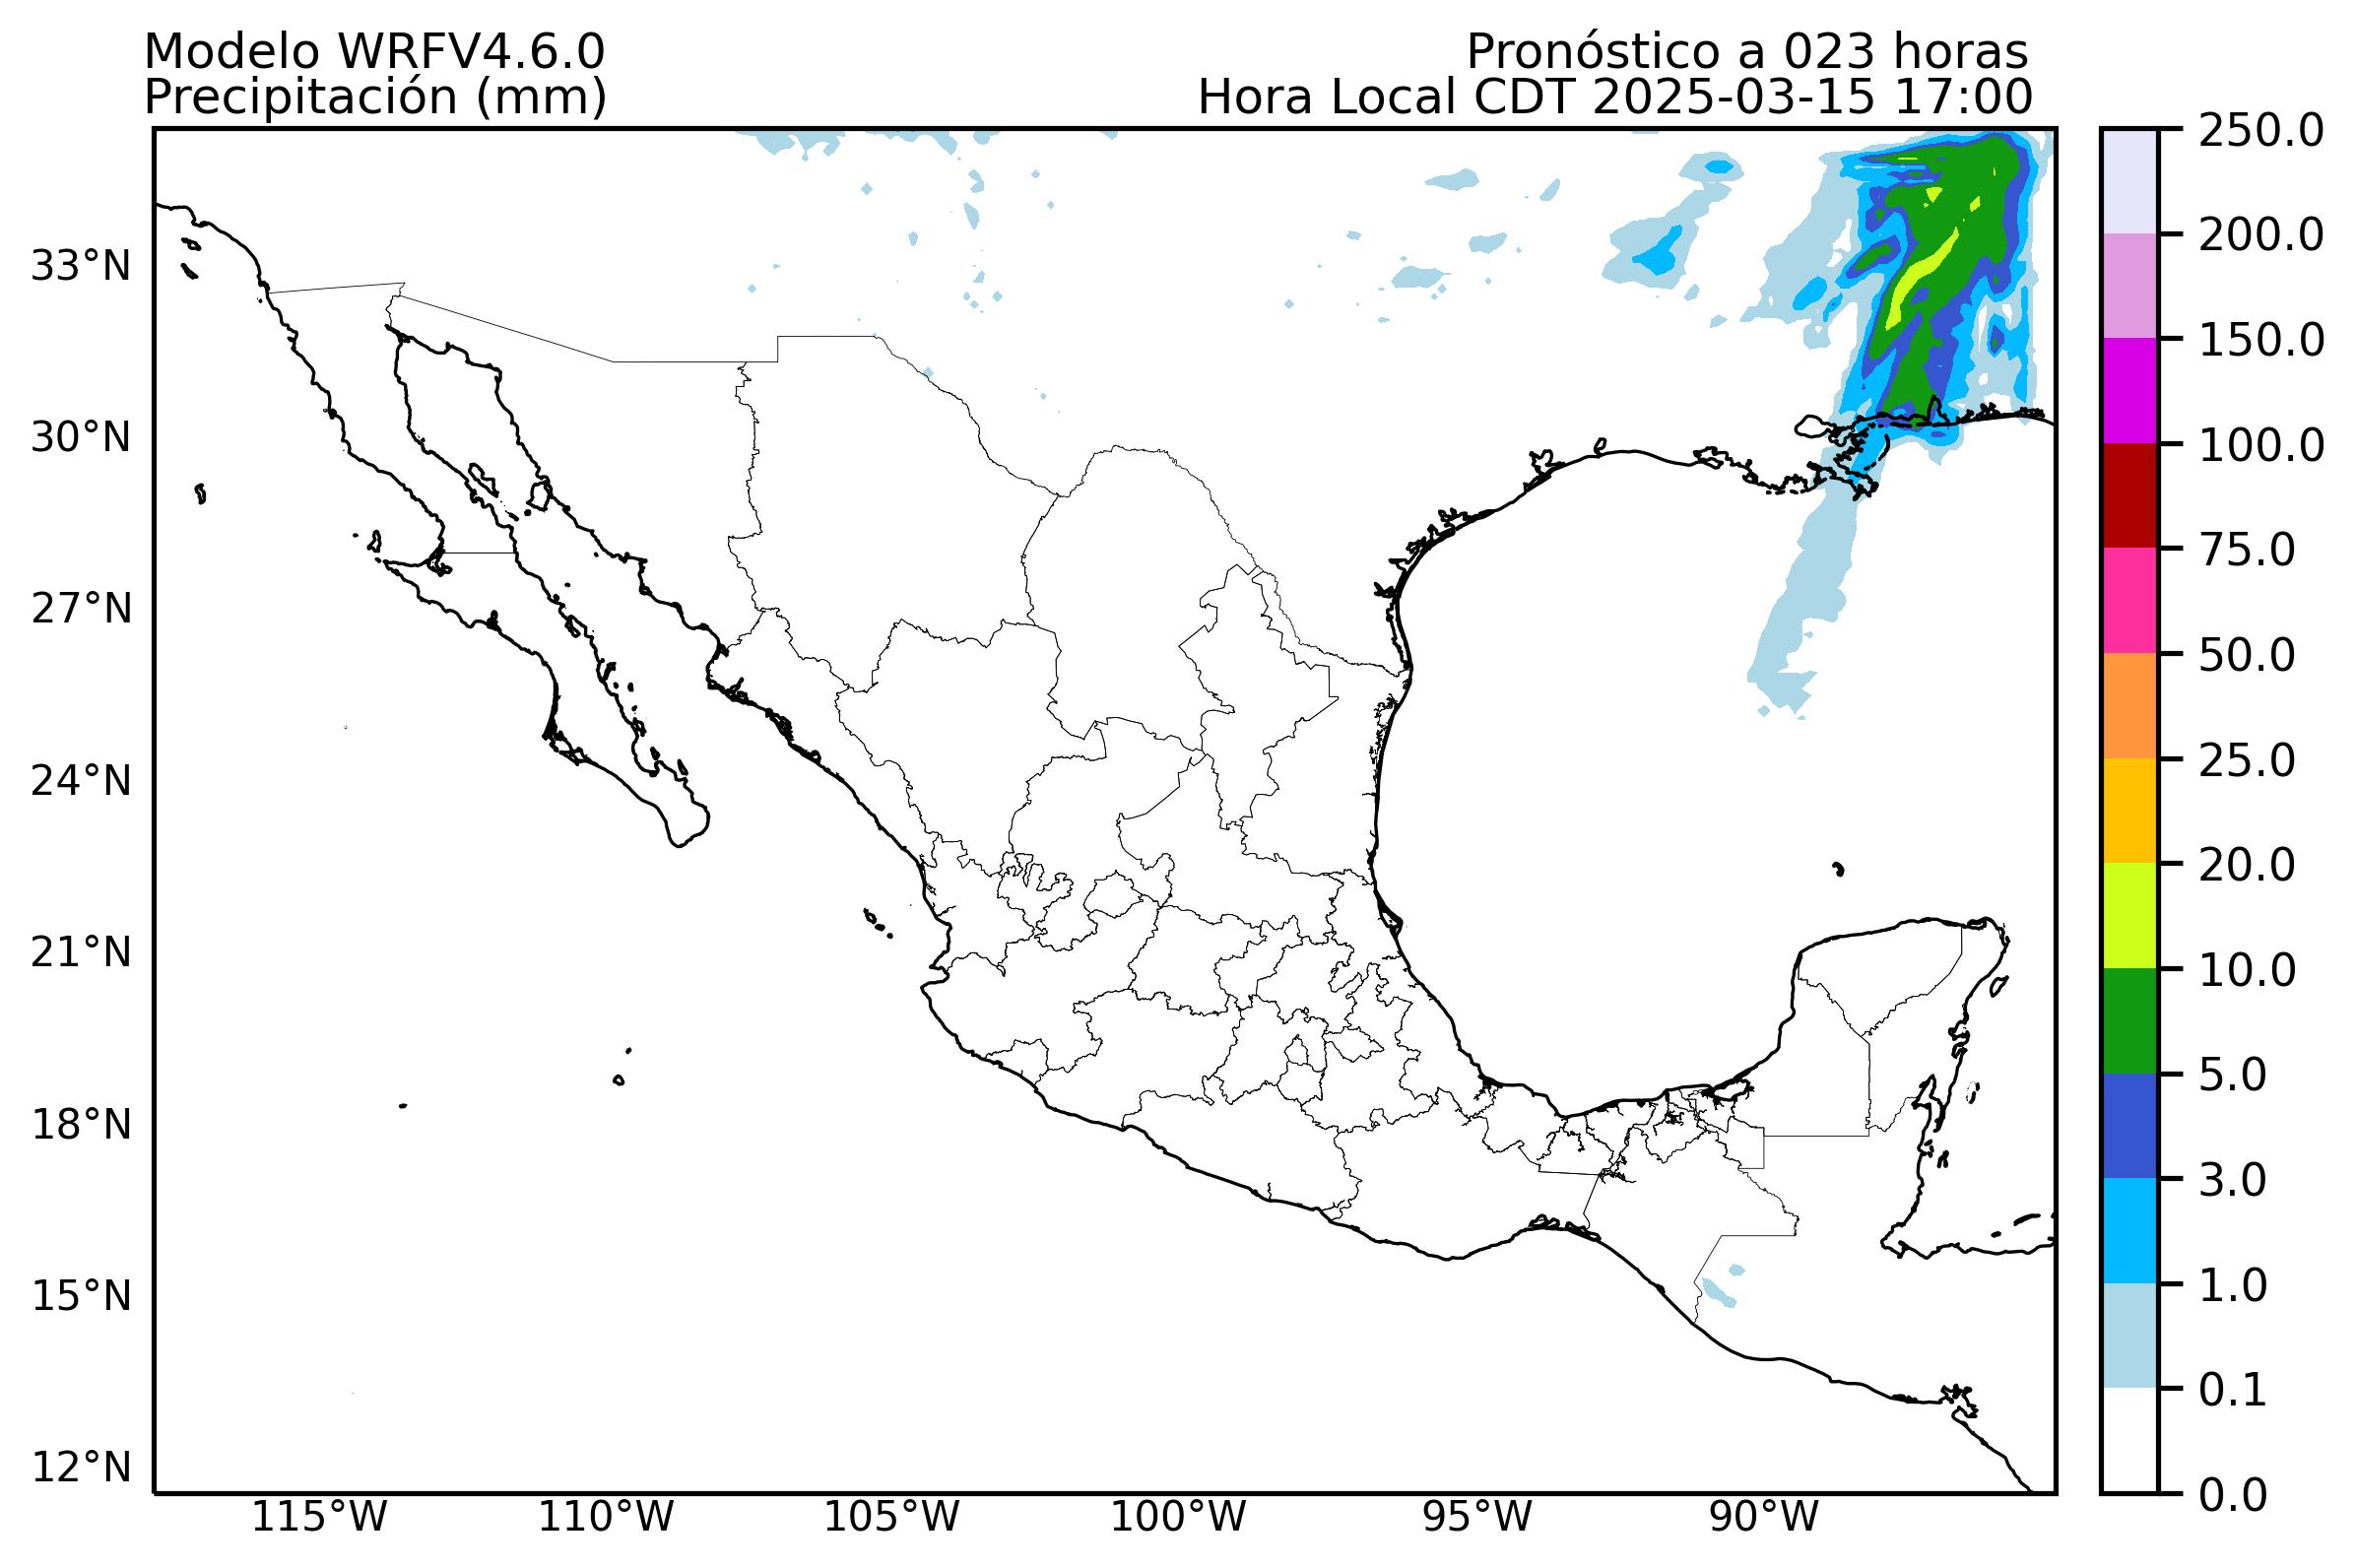 Modelo WRFV4.6.0
Precipitación (mm)
Pronóstico a 023 horas
Hora Local CDT 2025-03-15 17:00
33°N
30°N
27°N
24°N
21°N
18°N
15°N
12°N
115°W
110°W
105°W
100°W
95°W
90°W
250.0
200.0
150.0
100.0
75.0
50.0
25.0
20.0
10.0
5.0
3.0
1.0
0.1
0.0